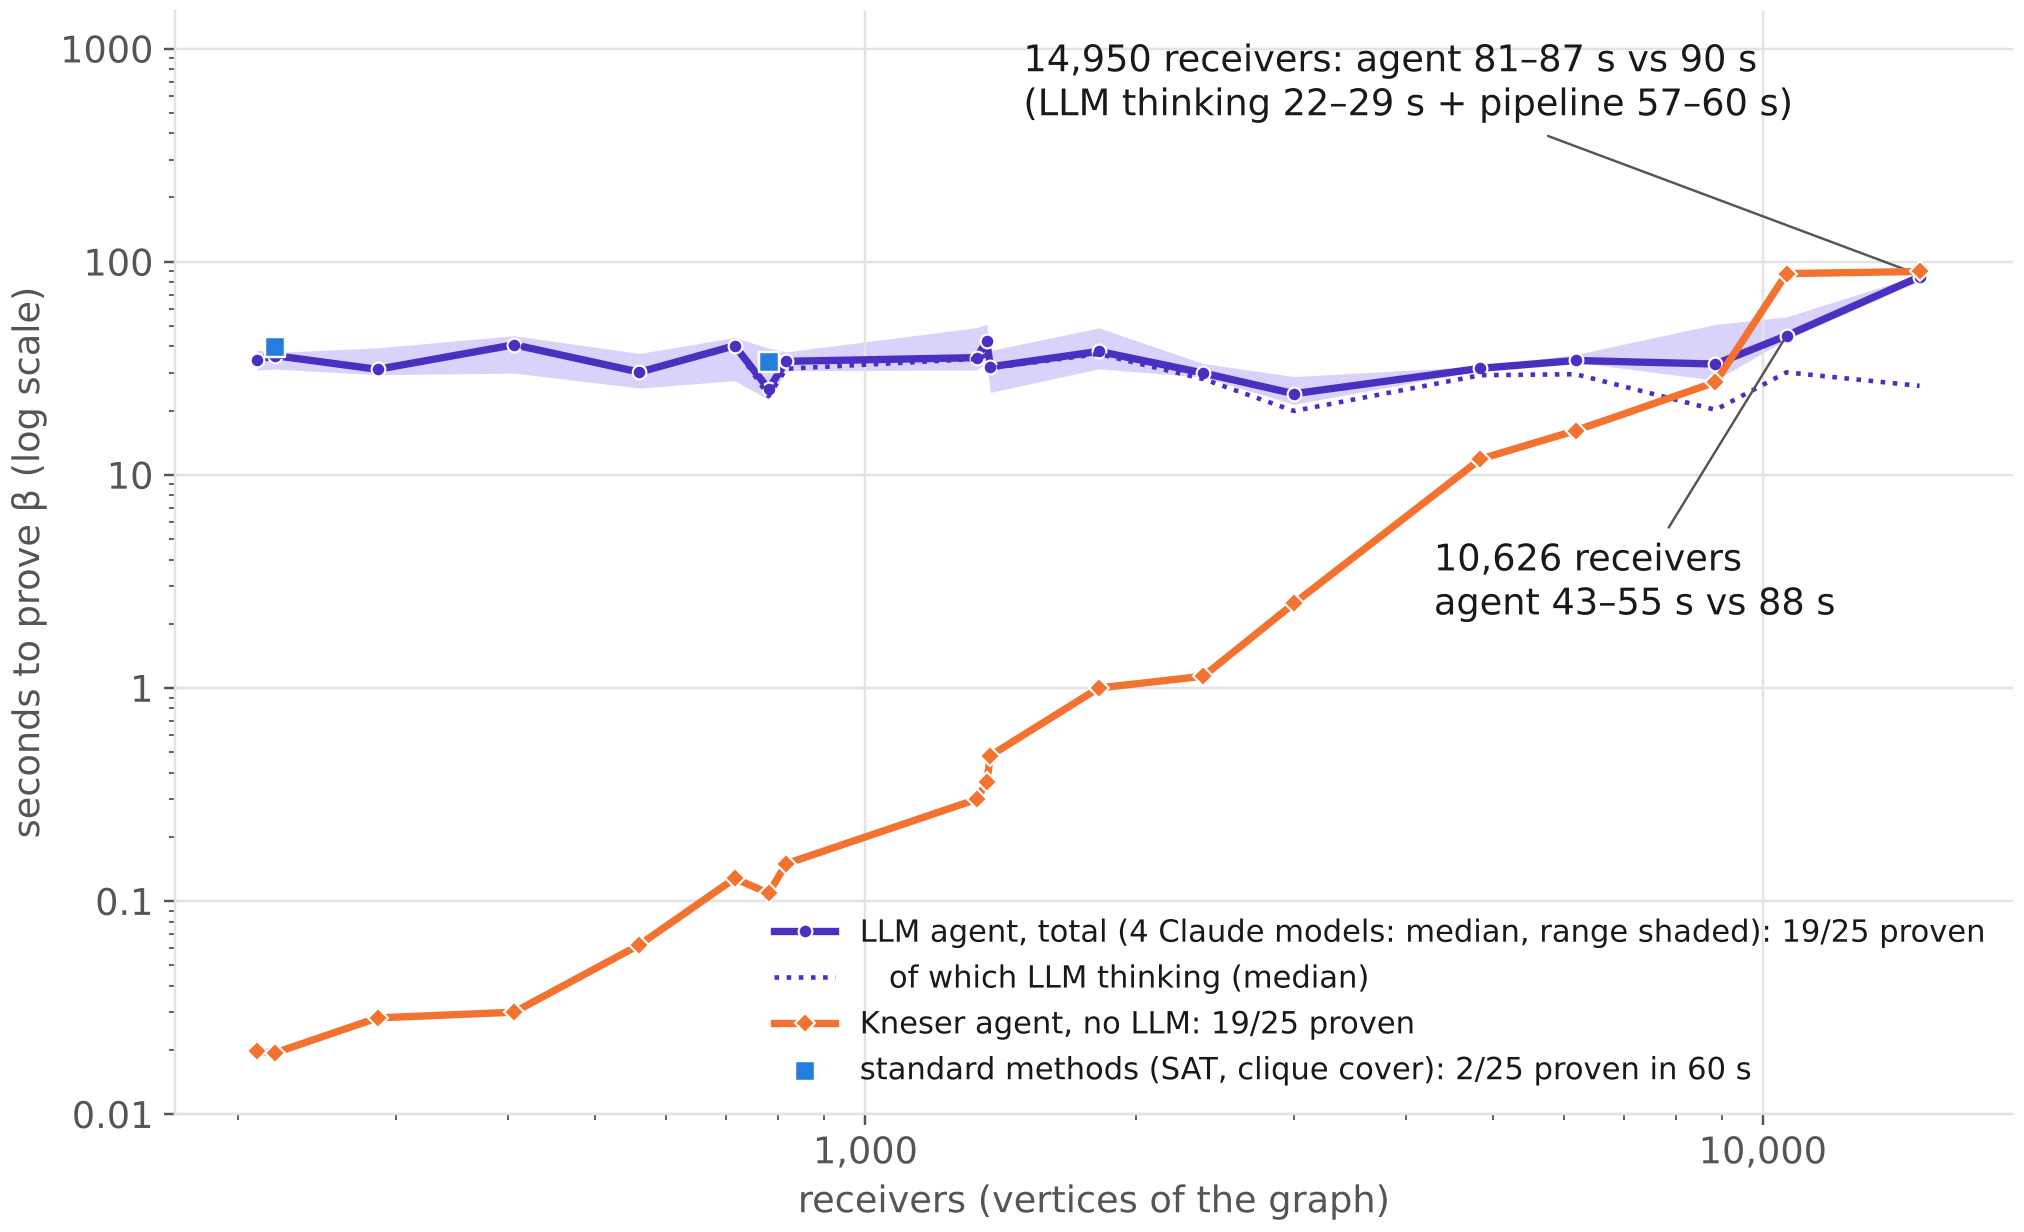 14,950 receivers: agent 81–87 s vs 90 s
(LLM thinking 22–29 s + pipeline 57–60 s)
1000
100
10
1
0.1
0.01
seconds to prove β (log scale)
10,626 receivers
agent 43–55 s vs 88 s
LLM agent, total (4 Claude models: median, range shaded): 19/25 proven
of which LLM thinking (median)
Kneser agent, no LLM: 19/25 proven
standard methods (SAT, clique cover): 2/25 proven in 60 s
1,000
10,000
receivers (vertices of the graph)